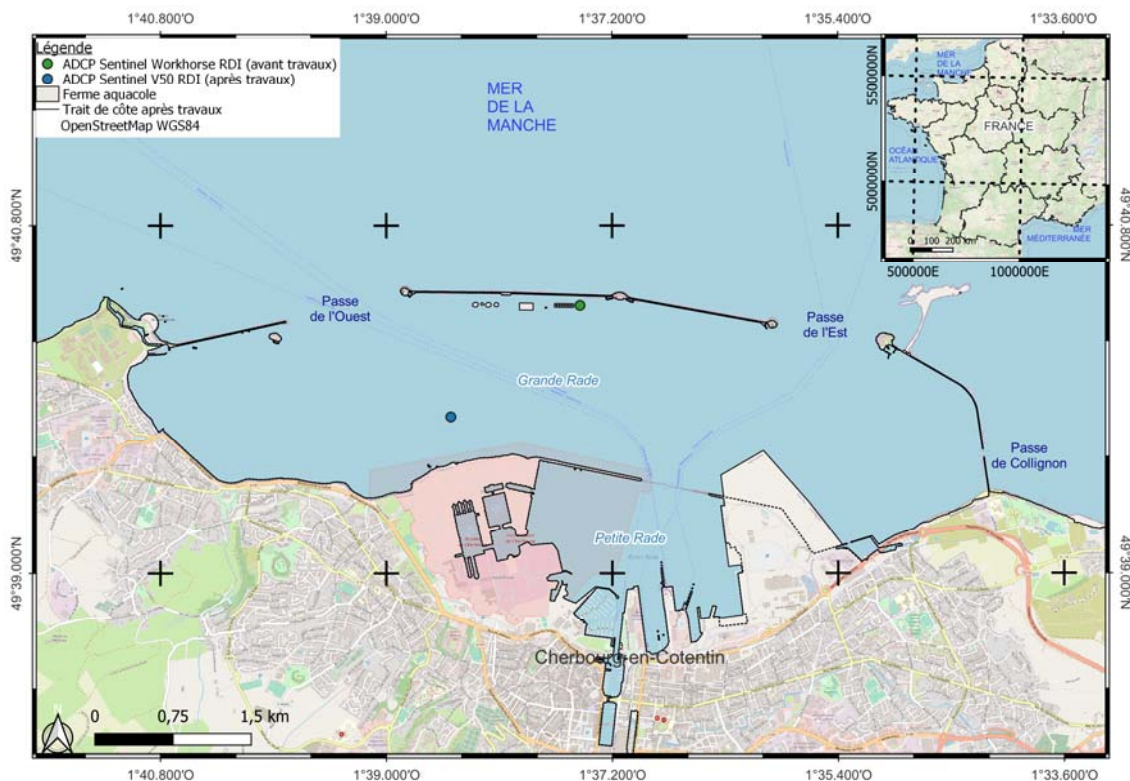 1°40.800'O
1°39.000'O
1°37.200'O
1°35.400'O
1°33.600'O
Légende
ADCP Sentinel Workhorse RDI (avant travaux)
ADCP Sentinel V50 RDI (après travaux)
Ferme aquacole
Trait de côte après travaux
OpenStreetMap WGS84
MER
DE LA
MANCHE
MER
DE LA
MANCHE
FRANCE
OCÉAN
ATLANTIQUE
MER
MÉDITERRANÉE
0 100 200 km
5500000N
5000000N
500000E
1000000E
49°40.800'N
49°40.800'N
Passe
de l'Ouest
Passe
de l'Est
Grande Rade
Passe
de Collignon
Petite Rade
49°39.000'N
49°39.000'N
Cherbourg-en-Cotentin
N
0 0,75 1,5 km
1°40.800'O
1°39.000'O
1°37.200'O
1°35.400'O
1°33.600'O